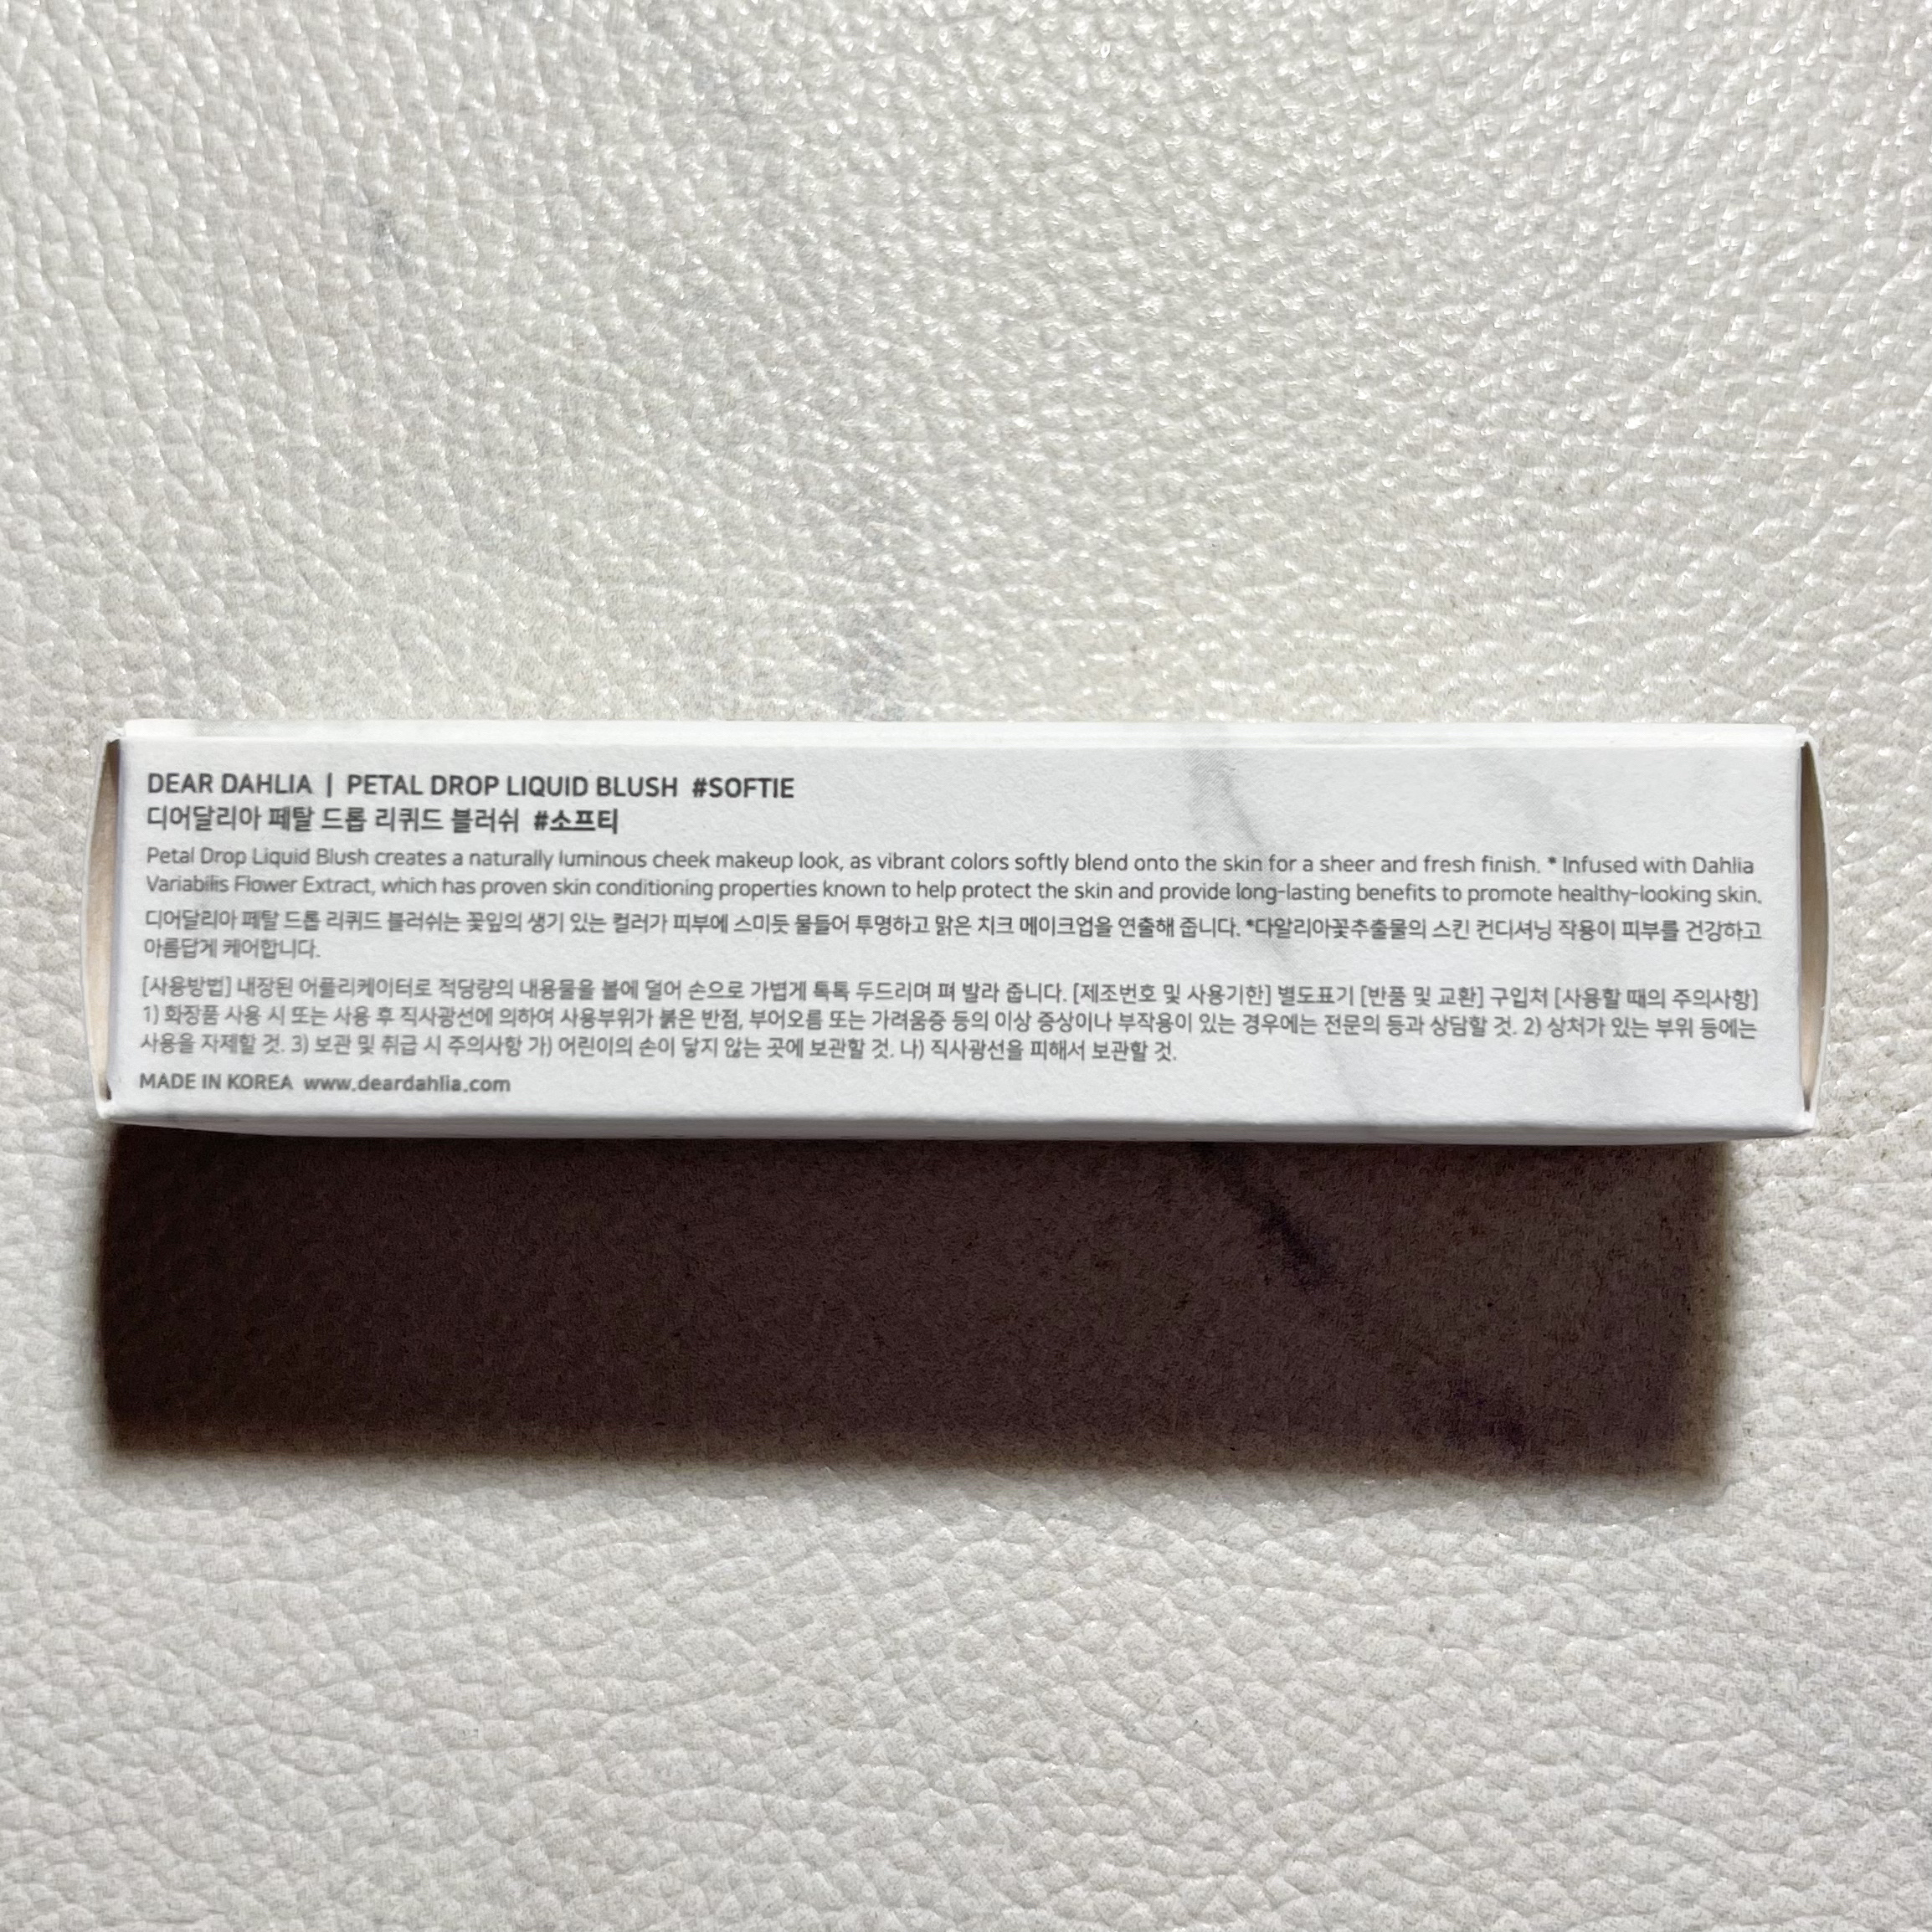 DEAR DAHLIA | PETAL DROP LIQUID BLUSH #SOFTIE
디어달리아 페탈 드롭 리퀴드 블러쉬 #소프티
Petal Drop Liquid Blush creates a naturally luminous cheek makeup look, as vibrant colors softly blend onto the skin for a sheer and fresh finish. * Infused with Dahlia
Variabilis Flower Extract, which has proven skin conditioning properties known to help protect the skin and provide long-lasting benefits to promote healthy-looking skin.
디어달리아 페탈 드롭 리퀴드 블러쉬는 꽃잎의 생기 있는 컬러가 피부에 스미듯 물들어 투명하고 맑은 치크 메이크업을 연출해 줍니다. *다알리아꽃추출물의 스킨 컨디셔닝 작용이 피부를 건강하고
아름답게 케어합니다.
[사용방법] 내장된 어플리케이터로 적당량의 내용물을 볼에 덜어 손으로 가볍게 톡톡 두드리며 펴 발라 줍니다. [제조번호 및 사용기한] 별도표기 [반품 및 교환] 구입처 [사용할 때의 주의사항]
1) 화장품 사용 시 또는 사용 후 직사광선에 의하여 사용부위가 붉은 반점, 부어오름 또는 가려움증 등의 이상 증상이나 부작용이 있는 경우에는 전문의 등과 상담할 것. 2) 상처가 있는 부위 등에는
사용을 자제할 것. 3) 보관 및 취급 시 주의사항 가) 어린이의 손이 닿지 않는 곳에 보관할 것. 나) 직사광선을 피해서 보관할 것.
MADE IN KOREA www.deardahlia.com